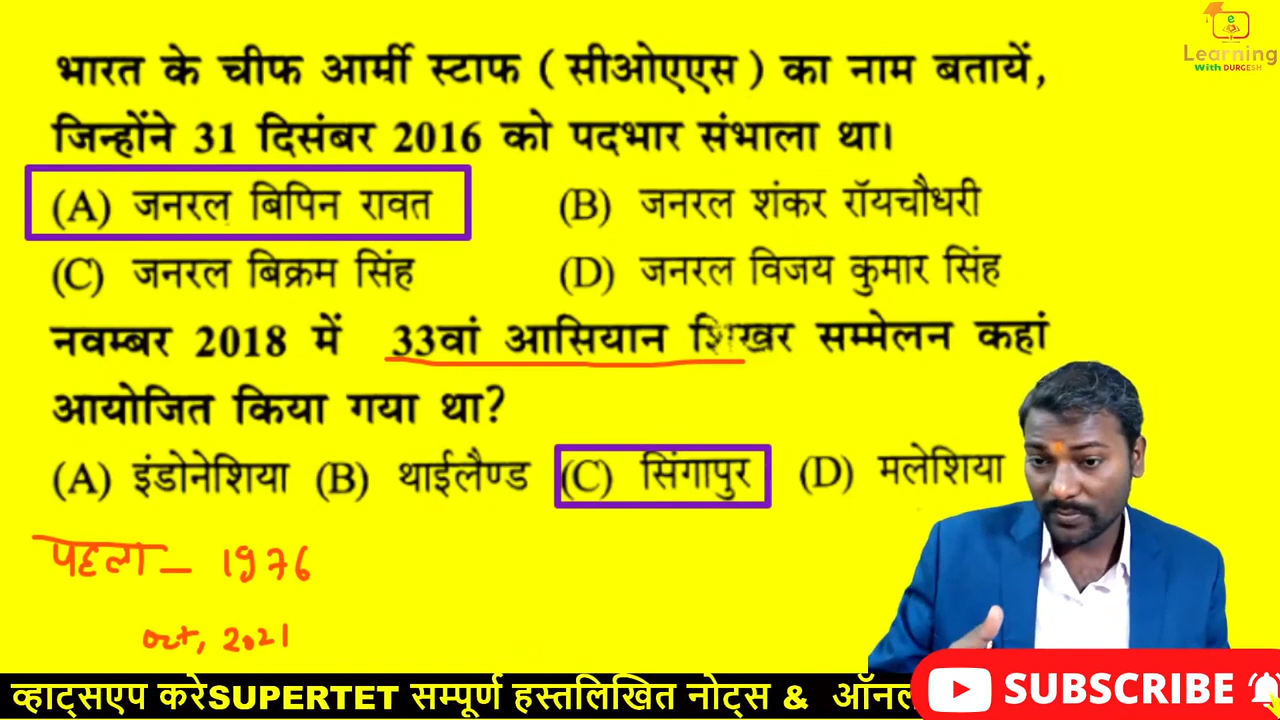 e
Learning
With DURGESH
भारत के चीफ आर्मी स्टाफ ( सीओएएस ) का नाम बतायें,
जिन्होंने 31 दिसंबर 2016 को पदभार संभाला था।
(A) जनरल बिपिन रावत (B) जनरल शंकर रॉयचौधरी
(C) जनरल बिक्रम सिंह (D) जनरल विजय कुमार सिंह
नवम्बर 2018 में 33वां आसियान शिखर सम्मेलन कहां
आयोजित किया गया था?
(A) इंडोनेशिया (B) थाईलैण्ड (C) सिंगापुर (D) मलेशिया
पहला – 1976
oct, 2021
व्हाट्सएप करेSUPERTET सम्पूर्ण हस्तलिखित नोट्स & ऑनल
SUBSCRIBE